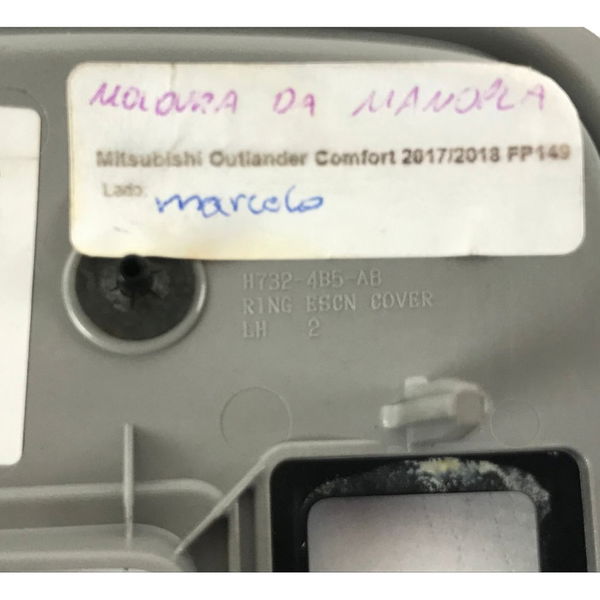 MOLDURA DA MANOPLA
Mitsubishi Outlander Comfort 2017/2018 FP149
Lado:
marcelo
H732-4B5-AB
RING ESCN COVER
LH 2